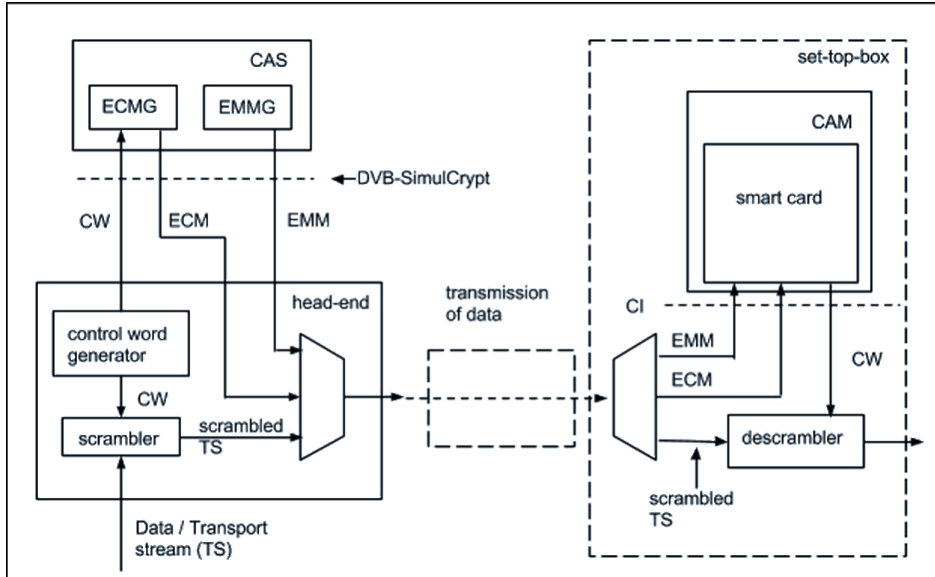 CAS
ECMG
EMMG
DVB-SimulCrypt
CW
ECM
EMM
head-end
control word
generator
CW
scrambler
scrambled
TS
Data / Transport
stream (TS)
transmission
of data
set-top-box
CAM
smart card
CI
EMM
ECM
CW
descrambler
scrambled
TS